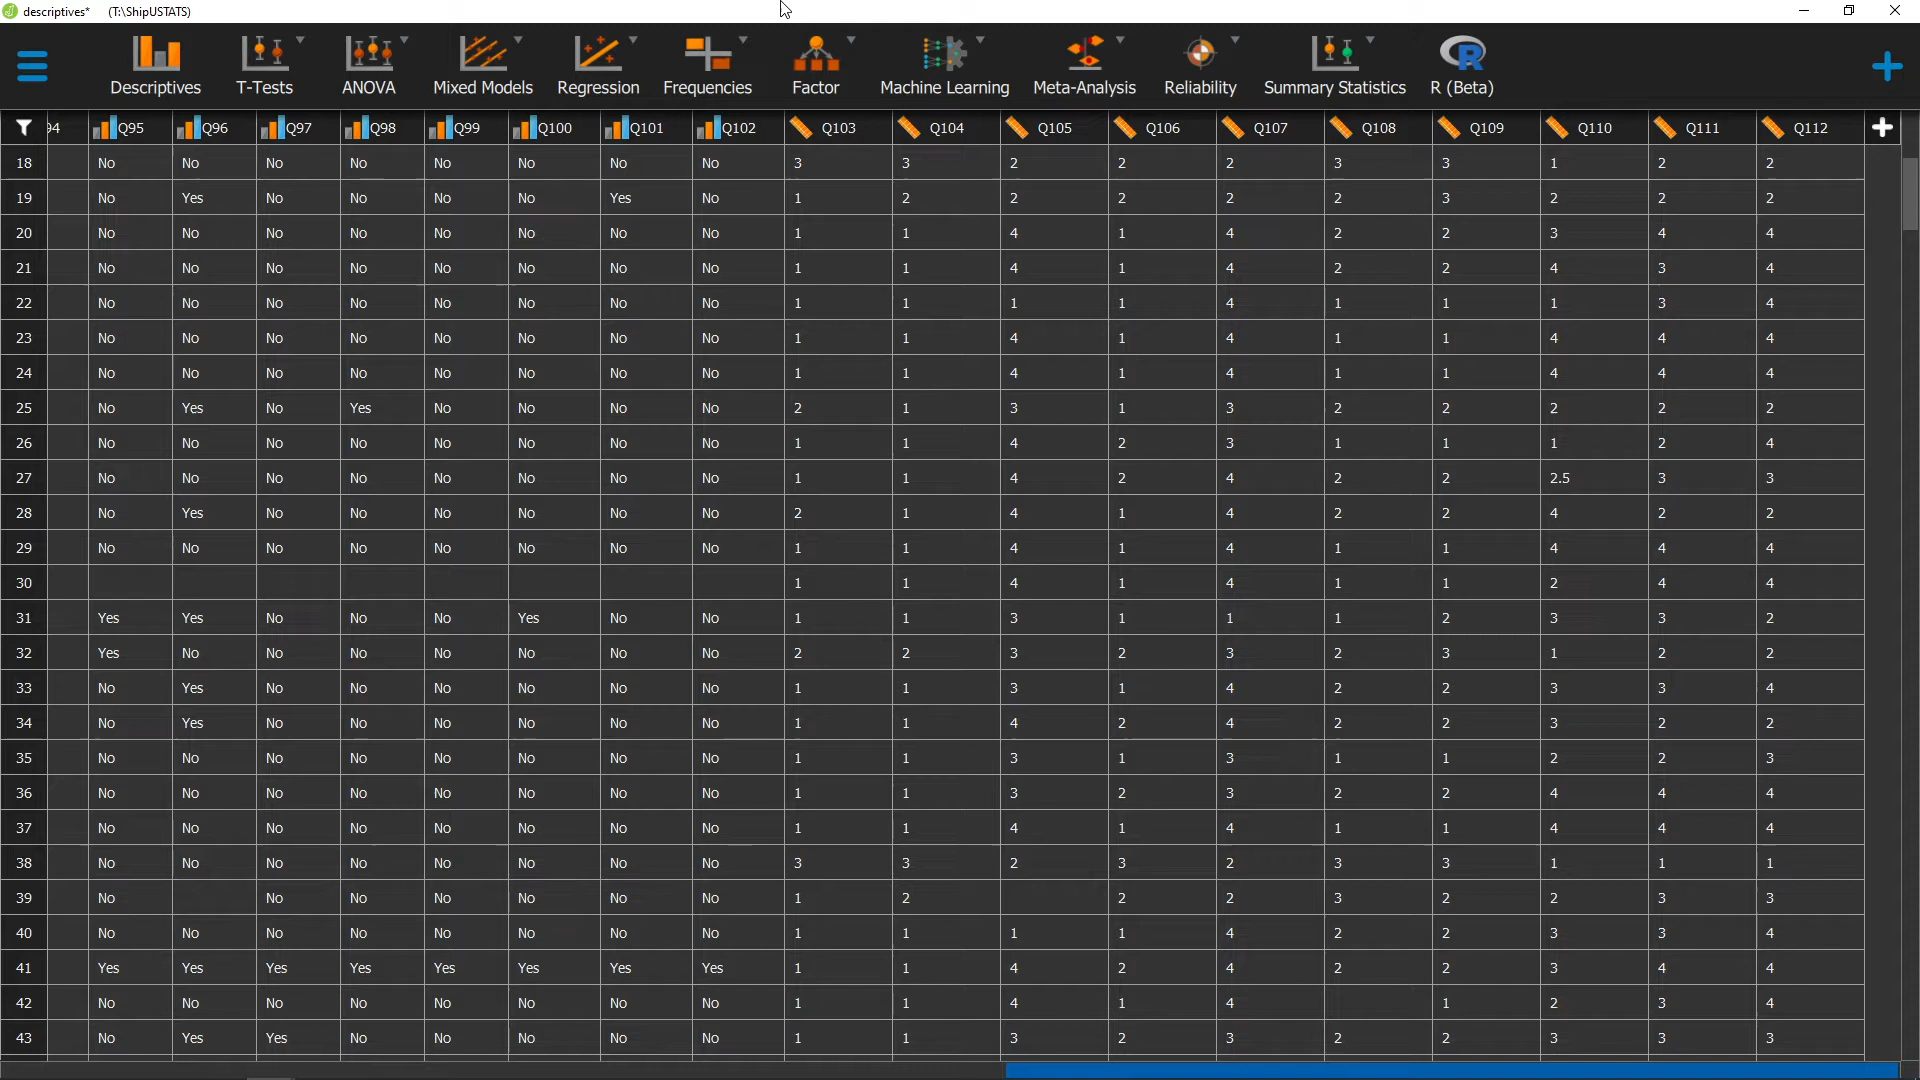 descriptives* (T:\ShipUSTATS)
Descriptives T-Tests ANOVA Mixed Models Regression Frequencies Factor Machine Learning Meta-Analysis Reliability Summary Statistics R (Beta)
94 Q95 Q96 Q97 Q98 Q99 Q100 Q101 Q102 Q103 Q104 Q105 Q106 Q107 Q108 Q109 Q110 Q111 Q112
18 No No No No No No No No 3 3 2 2 2 3 3 1 2 2
19 No Yes No No No No Yes No 1 2 2 2 2 2 3 2 2 2
20 No No No No No No No No 1 1 4 1 4 2 2 3 4 4
21 No No No No No No No No 1 1 4 1 4 2 2 4 3 4
22 No No No No No No No No 1 1 1 1 4 1 1 1 3 4
23 No No No No No No No No 1 1 4 1 4 1 1 4 4 4
24 No No No No No No No No 1 1 4 1 4 1 1 4 4 4
25 No Yes No Yes No No No No 2 1 3 1 3 2 2 2 2 2
26 No No No No No No No No 1 1 4 2 3 1 1 1 2 4
27 No No No No No No No No 1 1 4 2 4 2 2 2.5 3 3
28 No Yes No No No No No No 2 1 4 1 4 2 2 4 2 2
29 No No No No No No No No 1 1 4 1 4 1 1 4 4 4
30 1 1 4 1 4 1 1 2 4 4
31 Yes Yes No No No Yes No No 1 1 3 1 1 1 2 3 3 2
32 Yes No No No No No No No 2 2 3 2 3 2 3 1 2 2
33 No Yes No No No No No No 1 1 3 1 4 2 2 3 3 4
34 No Yes No No No No No No 1 1 4 2 4 2 2 3 2 2
35 No No No No No No No No 1 1 3 1 3 1 1 2 2 3
36 No No No No No No No No 1 1 3 2 3 2 2 4 4 4
37 No No No No No No No No 1 1 4 1 4 1 1 4 4 4
38 No No No No No No No No 3 3 2 3 2 3 3 1 1 1
39 No No No No No No No 1 2 2 2 3 2 2 3 3
40 No No No No No No No No 1 1 1 1 4 2 2 3 3 4
41 Yes Yes Yes Yes Yes Yes Yes Yes 1 1 4 2 4 2 2 3 4 4
42 No No No No No No No No 1 1 4 1 4 1 2 3 4
43 No Yes Yes No No No No No 1 1 3 2 3 2 2 3 3 3